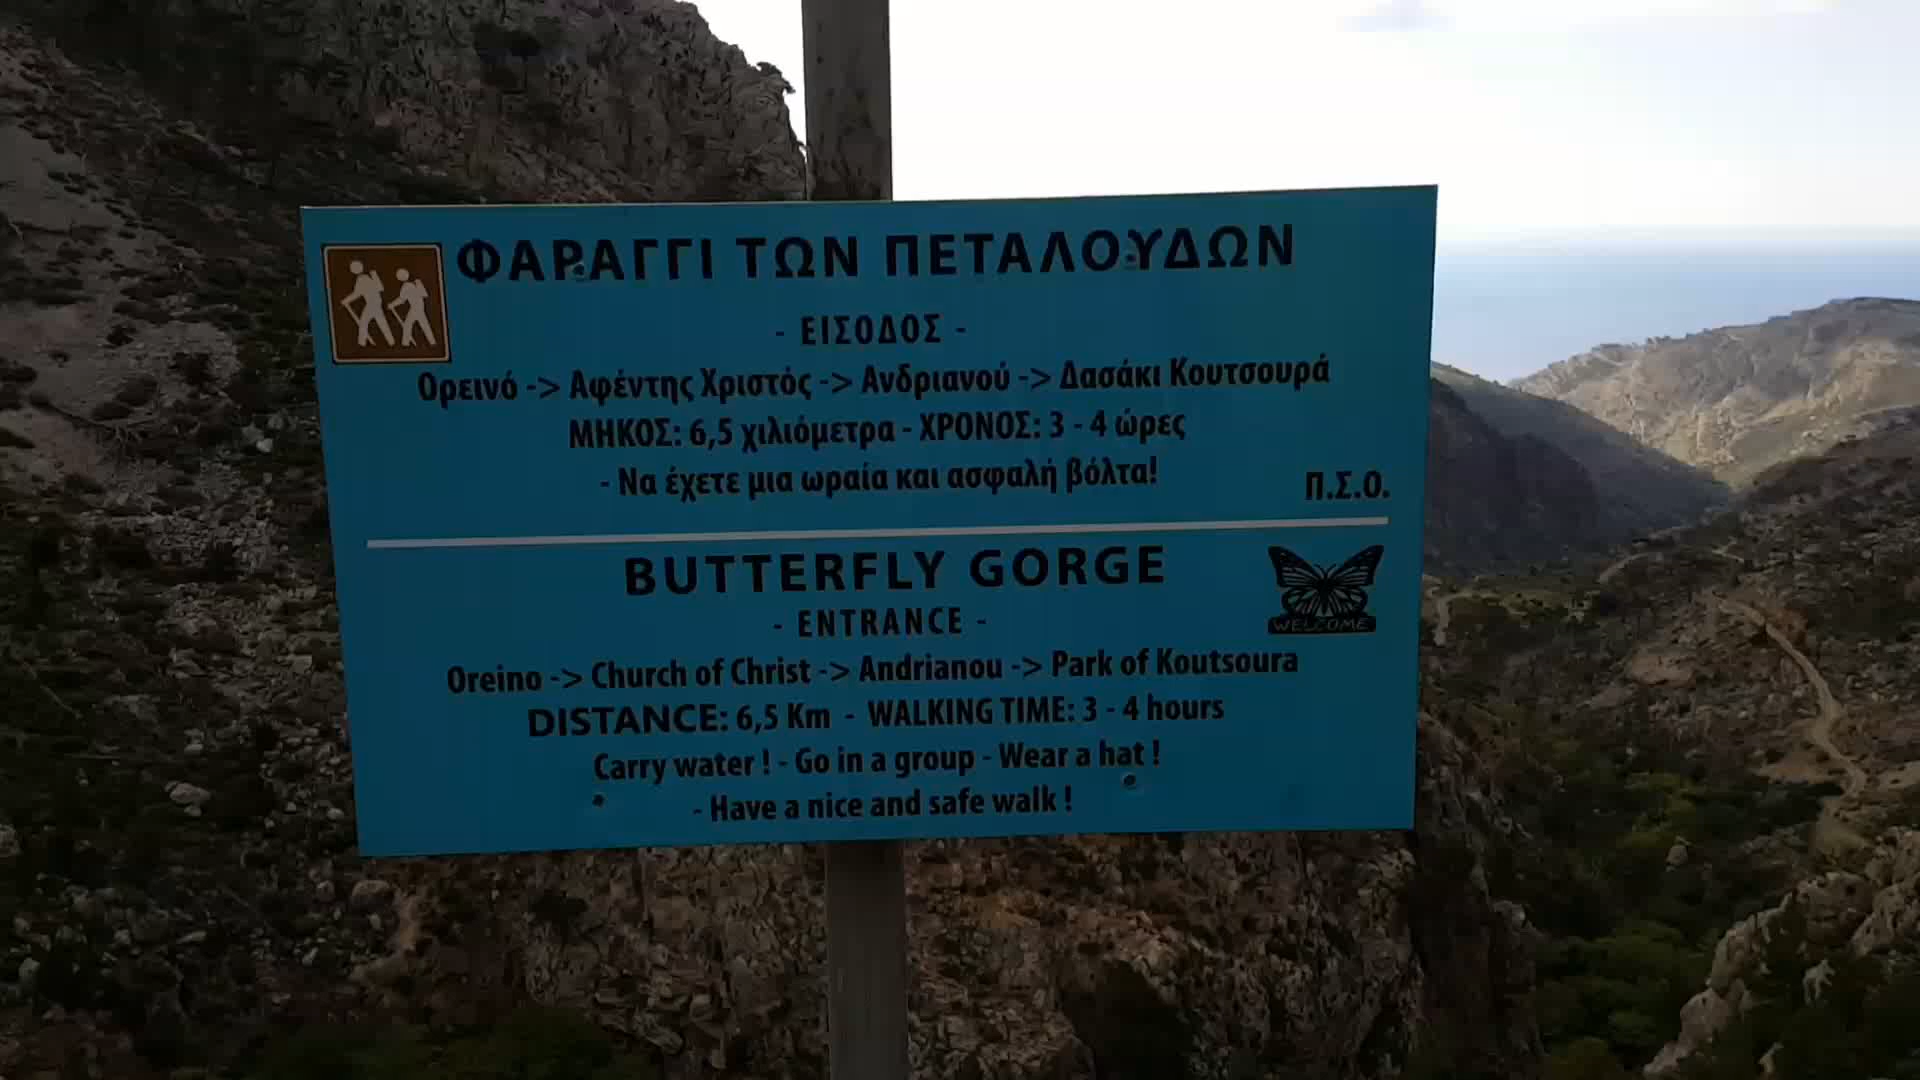 ΦΑΡΑΓΓΙ ΤΩΝ ΠΕΤΑΛΟΥΔΩΝ
- ΕΙΣΟΔΟΣ -
Ορεινό -> Αφέντης Χριστός -> Ανδριανού -> Δασάκι Κουτσουρά
ΜΗΚΟΣ: 6,5 χιλιόμετρα - ΧΡΟΝΟΣ: 3 - 4 ώρες
- Να έχετε μια ωραία και ασφαλή βόλτα!
Π.Σ.Ο.
BUTTERFLY GORGE
- ENTRANCE -
WELCOME
Oreino -> Church of Christ -> Andrianou -> Park of Koutsoura
DISTANCE: 6,5 Km - WALKING TIME: 3 - 4 hours
Carry water ! - Go in a group - Wear a hat !
- Have a nice and safe walk !